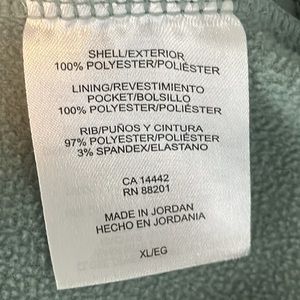 SHELL/EXTERIOR
100% POLYESTER/POLIÉSTER
LINING/REVESTIMIENTO
POCKET/BOLSILLO
100% POLYESTER/POLIÉSTER
RIB/PUÑOS Y CINTURA
97% POLYESTER/POLIÉSTER
3% SPANDEX/ELASTANO
CA 14442
RN 88201
MADE IN JORDAN
HECHO EN JORDANIA
XL/EG